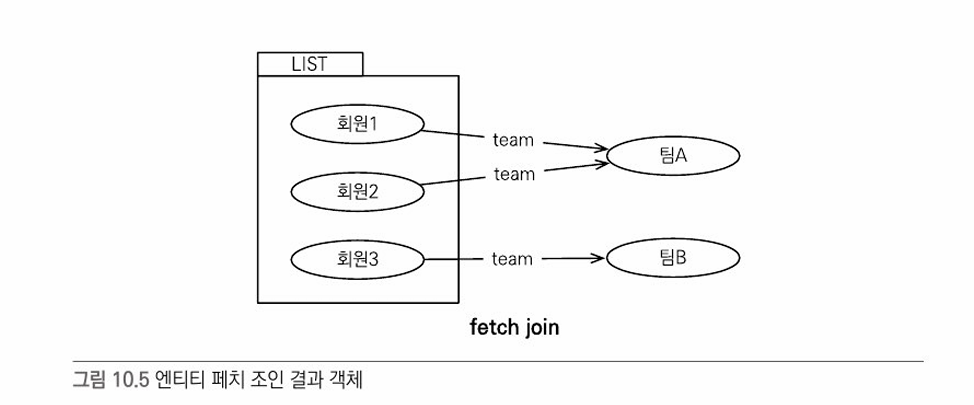 LIST
회원1
team
팀A
회원2
team
회원3
team
팀B
fetch join
그림 10.5 엔티티 페치 조인 결과 객체